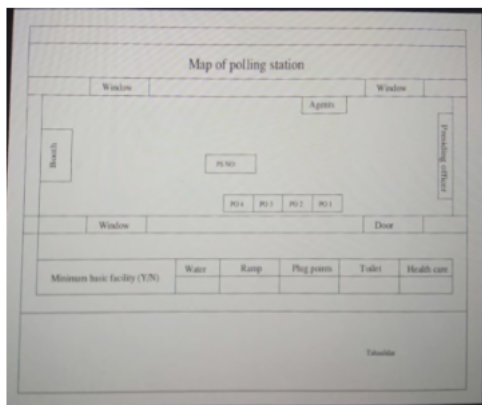 Map of polling station
Window Window
Agents
Booth
Presiding officer
PS NO
PO 4 PO 3 PO 2 PO 1
Window Door
Minimum basic facility (Y/N) Water Ramp Plug points Toilet Health care
Tahsildar